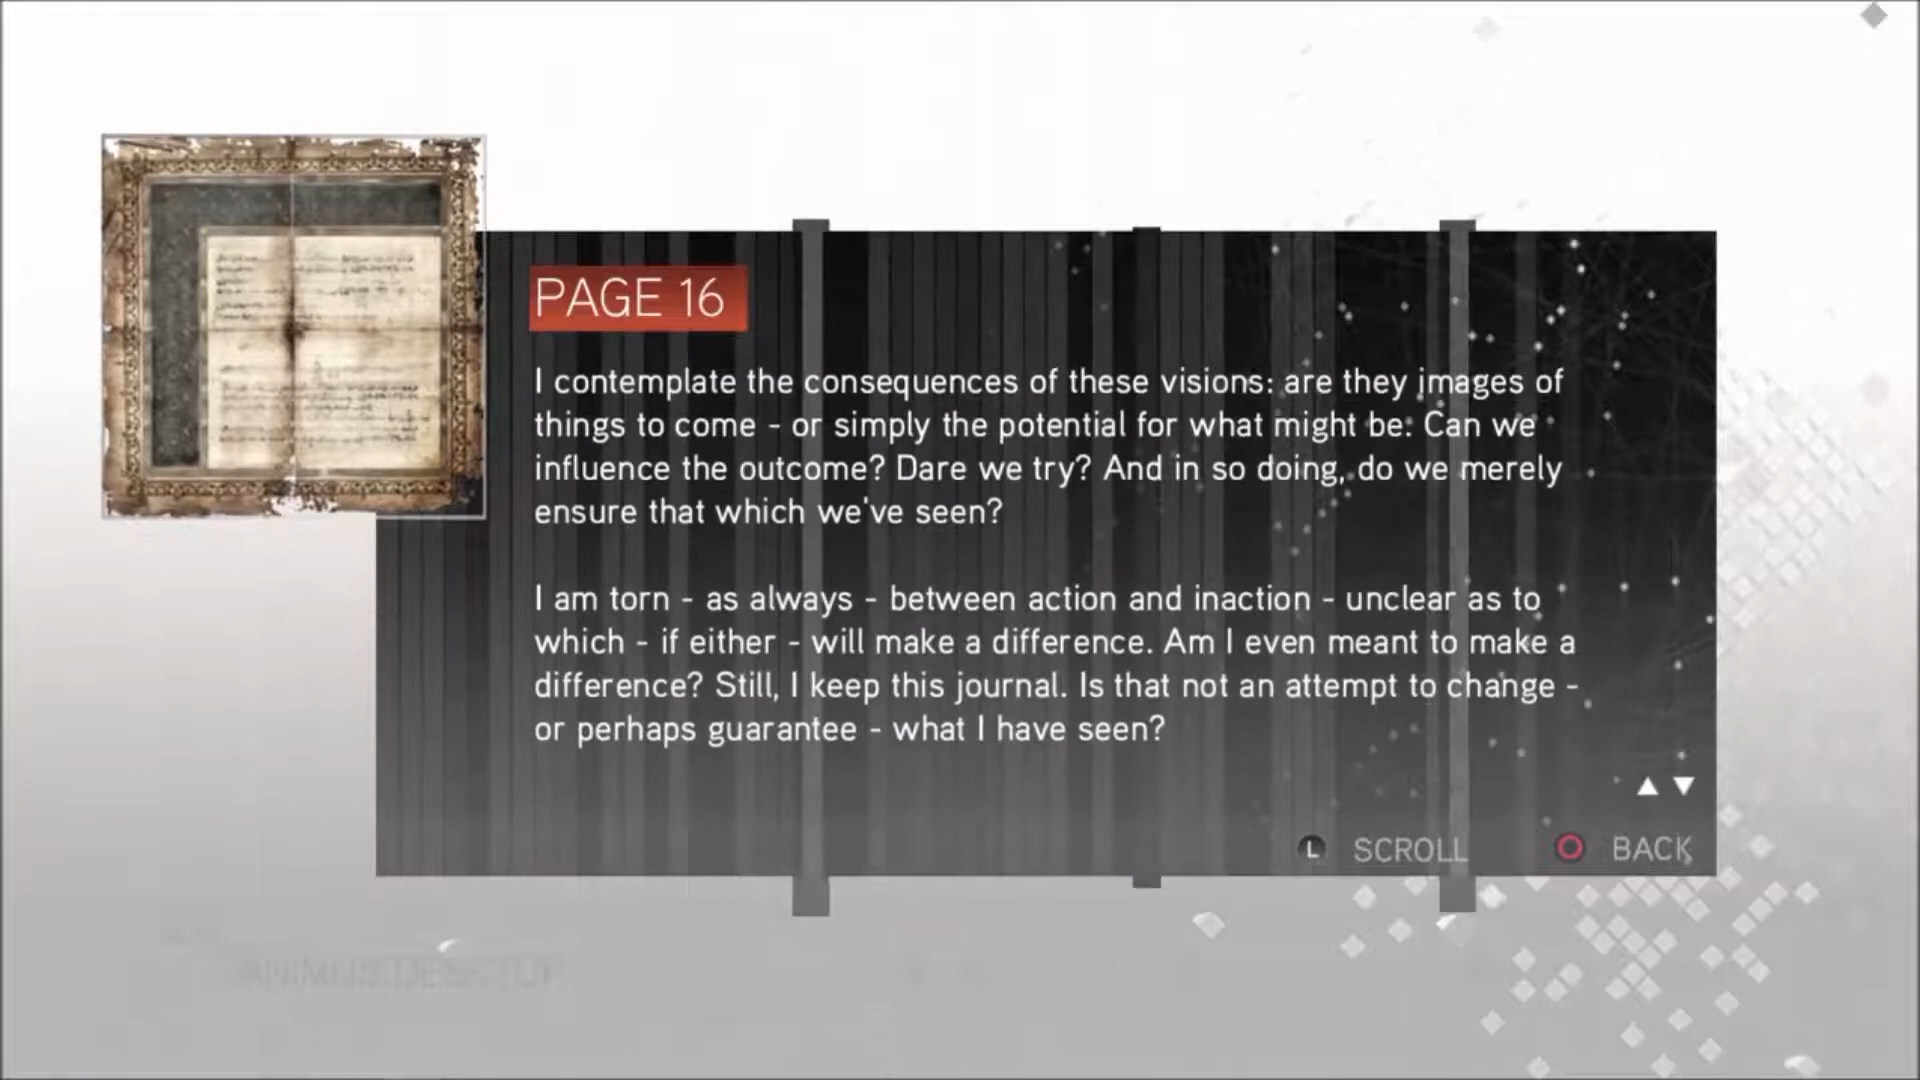 PAGE 16
I contemplate the consequences of these visions: are they images of
things to come - or simply the potential for what might be: Can we
influence the outcome? Dare we try? And in so doing, do we merely
ensure that which we've seen?
I am torn - as always - between action and inaction - unclear as to
which - if either - will make a difference. Am I even meant to make a
difference? Still, I keep this journal. Is that not an attempt to change -
or perhaps guarantee - what I have seen?
L SCROLL BACK